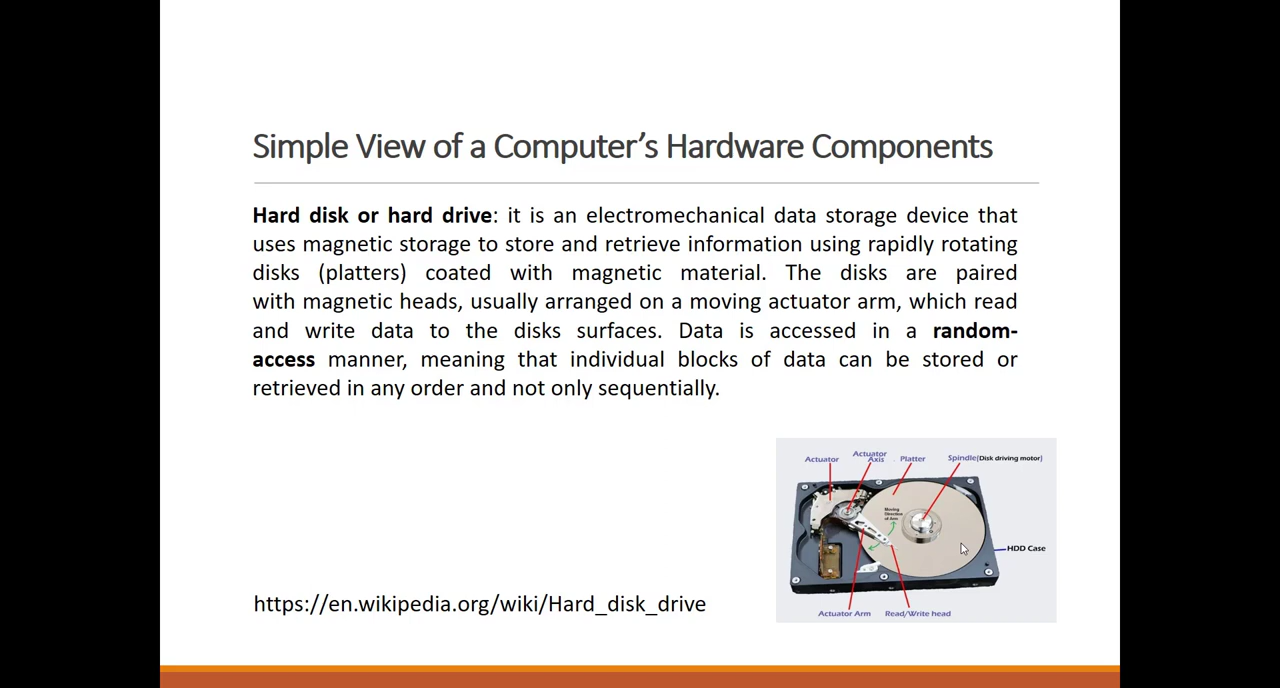 Simple View of a Computer's Hardware Components
Hard disk or hard drive: it is an electromechanical data storage device that
uses magnetic storage to store and retrieve information using rapidly rotating
disks (platters) coated with magnetic material. The disks are paired
with magnetic heads, usually arranged on a moving actuator arm, which read
and write data to the disks surfaces. Data is accessed in a random-
access manner, meaning that individual blocks of data can be stored or
retrieved in any order and not only sequentially.
Actuator
Actuator
Axis
Platter
Spindle[Disk driving motor]
Moving
Direction
of Arm
HDD Case
Actuator Arm
Read/Write head
https://en.wikipedia.org/wiki/Hard_disk_drive